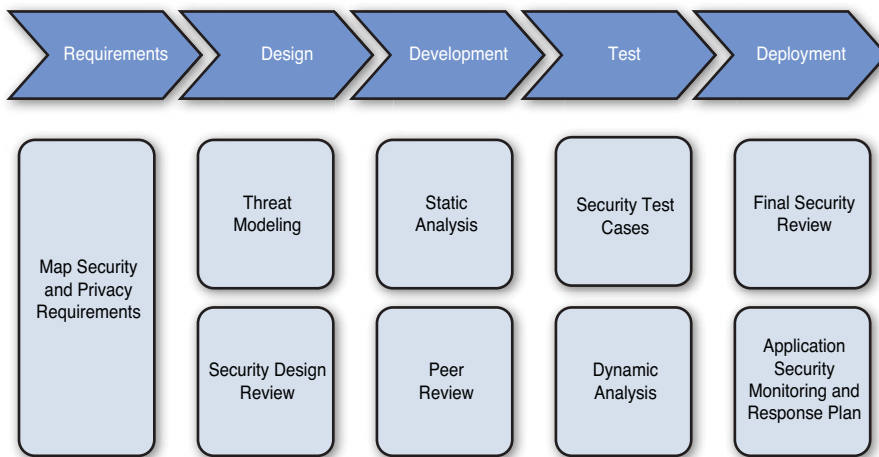 Requirements
Design
Development
Test
Deployment
Map Security
and Privacy
Requirements
Threat
Modeling
Static
Analysis
Security Test
Cases
Final Security
Review
Security Design
Review
Peer
Review
Dynamic
Analysis
Application
Security
Monitoring and
Response Plan